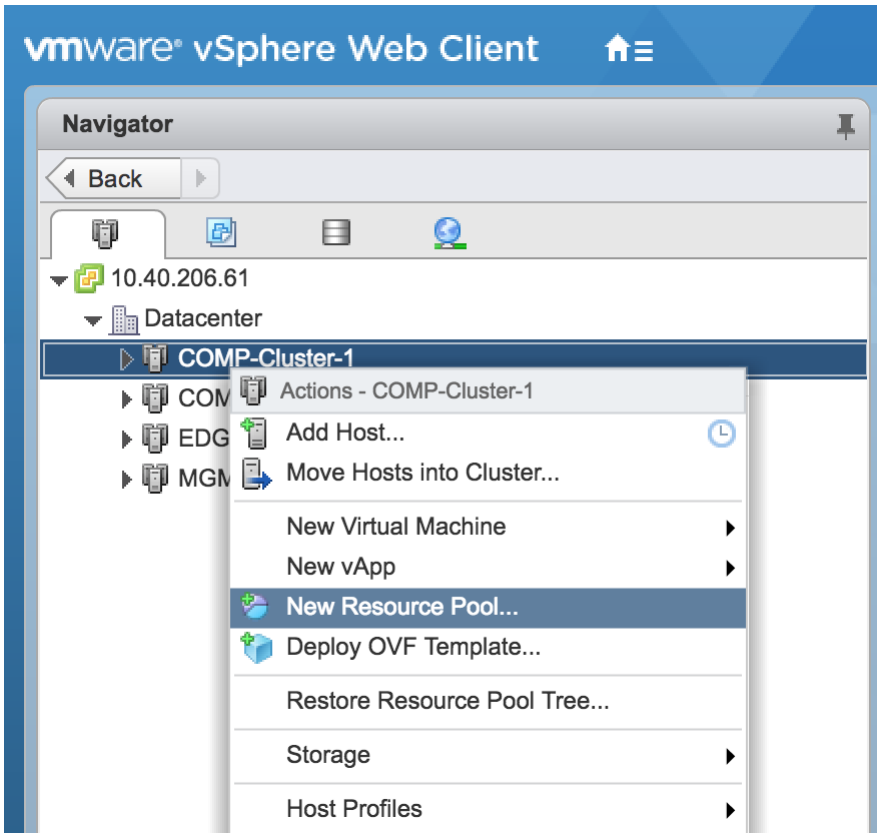 vmware® vSphere Web Client
Navigator
Back
10.40.206.61
Datacenter
COMP-Cluster-1
COM
EDG
MGM
Actions - COMP-Cluster-1
Add Host...
Move Hosts into Cluster...
New Virtual Machine
New vApp
New Resource Pool...
Deploy OVF Template...
Restore Resource Pool Tree...
Storage
Host Profiles